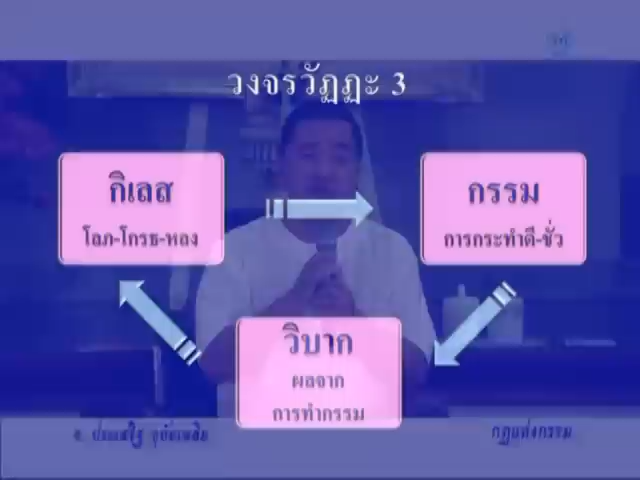 วงจรวัฏฏะ 3
กิเลส
โลภ-โกรธ-หลง
กรรม
การกระทำดี-ชั่ว
วิบาก
ผลจาก
การทำกรรม
กฎแห่งกรรม